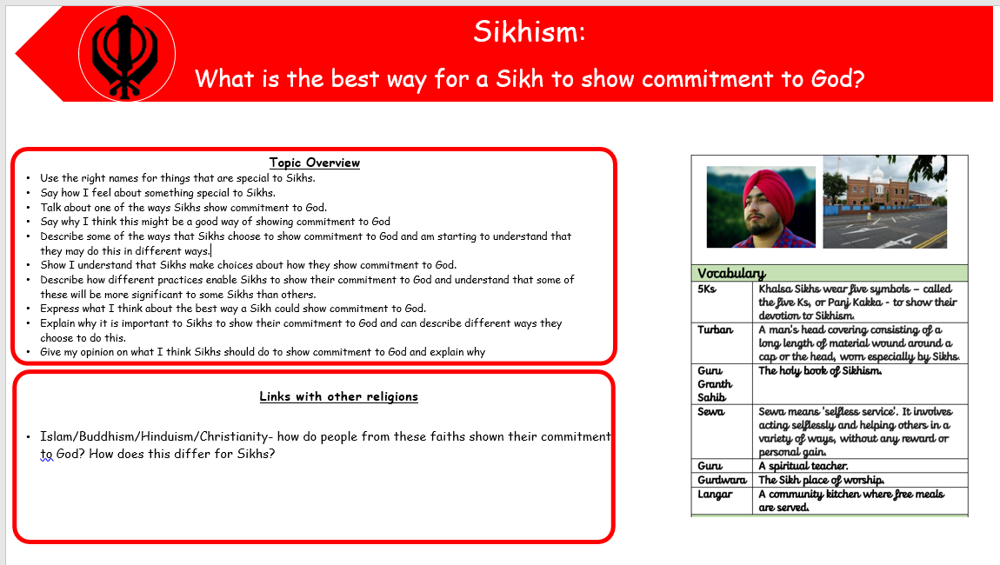 Sikhism:
What is the best way for a Sikh to show commitment to God?
Topic Overview
• Use the right names for things that are special to Sikhs.
• Say how I feel about something special to Sikhs.
• Talk about one of the ways Sikhs show commitment to God.
• Say why I think this might be a good way of showing commitment to God
• Describe some of the ways that Sikhs choose to show commitment to God and am starting to understand that
they may do this in different ways.
• Show I understand that Sikhs make choices about how they show commitment to God.
• Describe how different practices enable Sikhs to show their commitment to God and understand that some of
these will be more significant to some Sikhs than others.
• Express what I think about the best way a Sikh could show commitment to God.
• Explain why it is important to Sikhs to show their commitment to God and can describe different ways they
choose to do this.
• Give my opinion on what I think Sikhs should do to show commitment to God and explain why
Links with other religions
• Islam/Buddhism/Hinduism/Christianity- how do people from these faiths shown their commitment
to God? How does this differ for Sikhs?
Vocabulary
5Ks Khalsa Sikhs wear five symbols – called
the five Ks, or Panj Kakka - to show their
devotion to Sikhism.
Turban A man's head covering consisting of a
long length of material wound around a
cap or the head, worn especially by Sikhs.
Guru The holy book of Sikhism.
Granth
Sahib
Sewa Sewa means 'selfless service'. It involves
acting selflessly and helping others in a
variety of ways, without any reward or
personal gain.
Guru A spiritual teacher.
Gurdwara The Sikh place of worship.
Langar A community kitchen where free meals
are served.